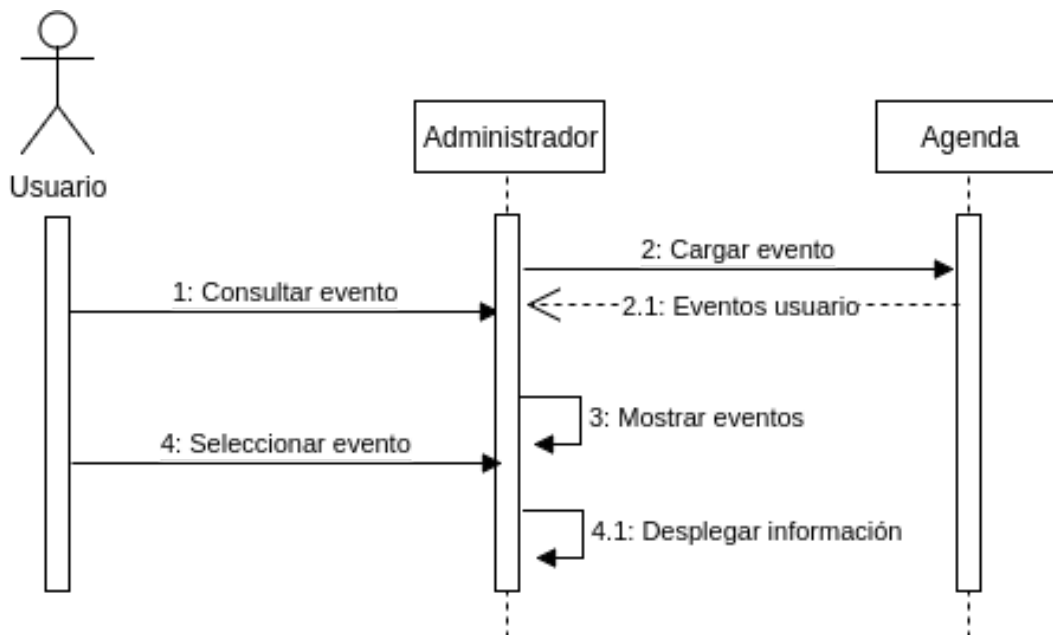 Administrador
Agenda
Usuario
2: Cargar evento
1: Consultar evento
2.1: Eventos usuario
3: Mostrar eventos
4: Seleccionar evento
4.1: Desplegar información